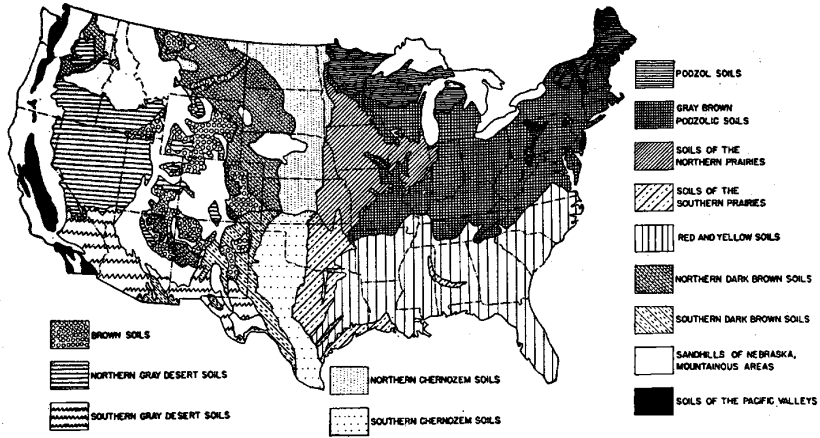 PODZOL SOILS
GRAY BROWN
PODZOLIC SOILS
SOILS OF THE
NORTHERN PRAIRIES
SOILS OF THE
SOUTHERN PRAIRIES
RED AND YELLOW SOILS
NORTHERN DARK BROWN SOILS
SOUTHERN DARK BROWN SOILS
SANDHILLS OF NEBRASKA,
MOUNTAINOUS AREAS
SOILS OF THE PACIFIC VALLEYS
BROWN SOILS
NORTHERN GRAY DESERT SOILS
SOUTHERN GRAY DESERT SOILS
NORTHERN CHERNOZEM SOILS
SOUTHERN CHERNOZEM SOILS